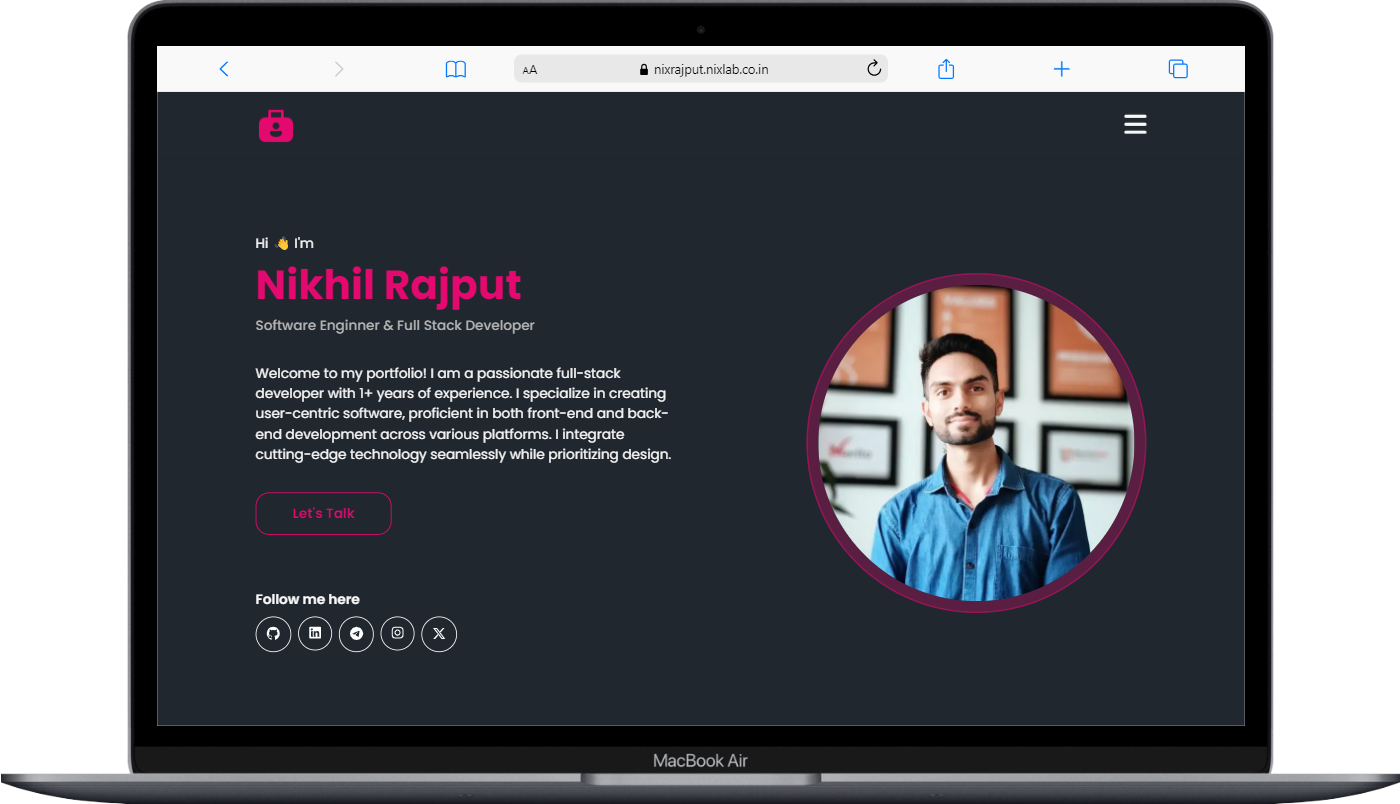 AA nixrajput.nixlab.co.in
Hi 👋 I'm
Nikhil Rajput
Software Enginner & Full Stack Developer
Welcome to my portfolio! I am a passionate full-stack
developer with 1+ years of experience. I specialize in creating
user-centric software, proficient in both front-end and back-
end development across various platforms. I integrate
cutting-edge technology seamlessly while prioritizing design.
Let's Talk
Follow me here
MacBook Air